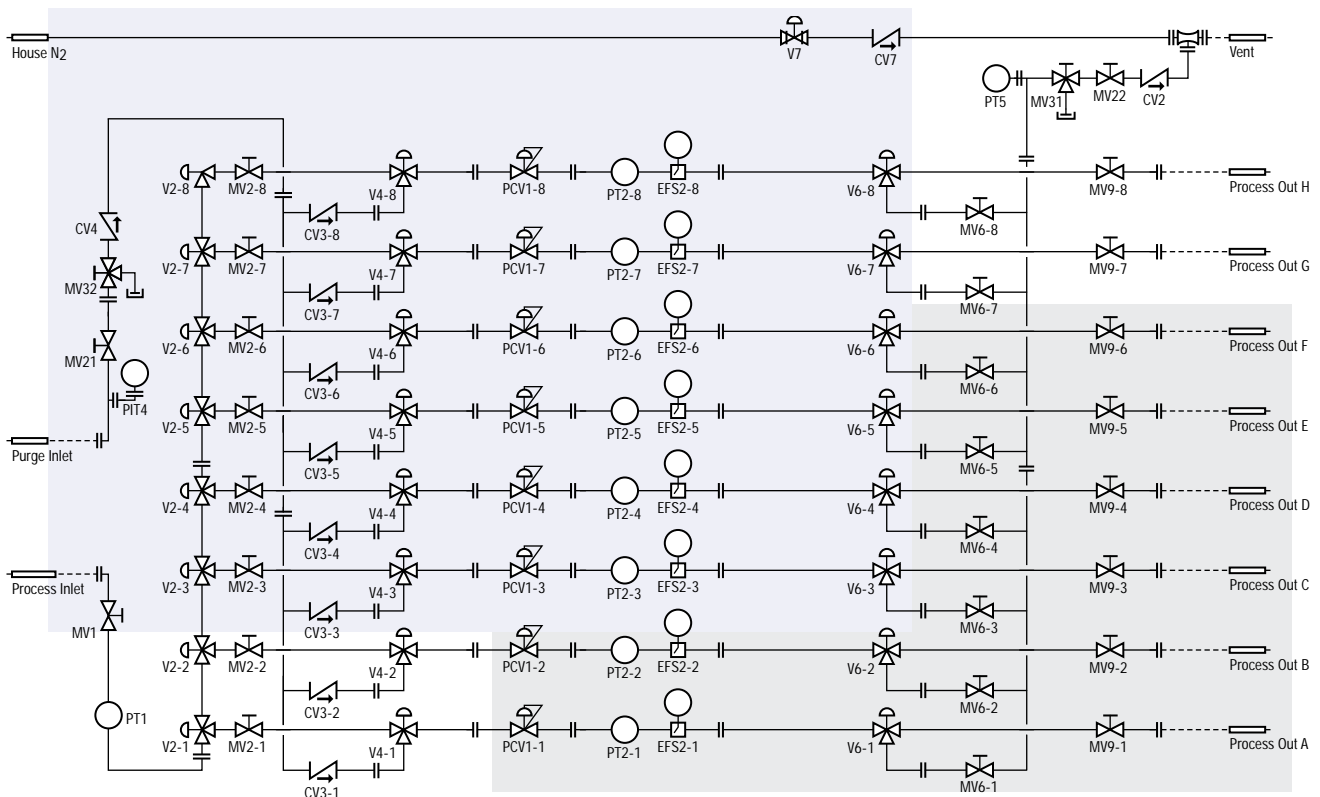 House N2
V7
CV7
Vent
PT5
MV31
MV22
CV2
V2-8
MV2-8
V4-8
PCV1-8
PT2-8
EFS2-8
V6-8
MV9-8
Process Out H
CV4
CV3-8
MV6-8
V2-7
MV2-7
V4-7
PCV1-7
PT2-7
EFS2-7
V6-7
MV9-7
Process Out G
MV32
CV3-7
MV6-7
V2-6
MV2-6
V4-6
PCV1-6
PT2-6
EFS2-6
V6-6
MV9-6
Process Out F
MV21
CV3-6
MV6-6
PIT4
V2-5
MV2-5
V4-5
PCV1-5
PT2-5
EFS2-5
V6-5
MV9-5
Process Out E
Purge Inlet
CV3-5
MV6-5
V2-4
MV2-4
V4-4
PCV1-4
PT2-4
EFS2-4
V6-4
MV9-4
Process Out D
CV3-4
MV6-4
Process Inlet
V2-3
MV2-3
V4-3
PCV1-3
PT2-3
EFS2-3
V6-3
MV9-3
Process Out C
MV1
CV3-3
MV6-3
V2-2
MV2-2
V4-2
PCV1-2
PT2-2
EFS2-2
V6-2
MV9-2
Process Out B
CV3-2
MV6-2
PT1
V2-1
MV2-1
V4-1
PCV1-1
PT2-1
EFS2-1
V6-1
MV9-1
Process Out A
CV3-1
MV6-1